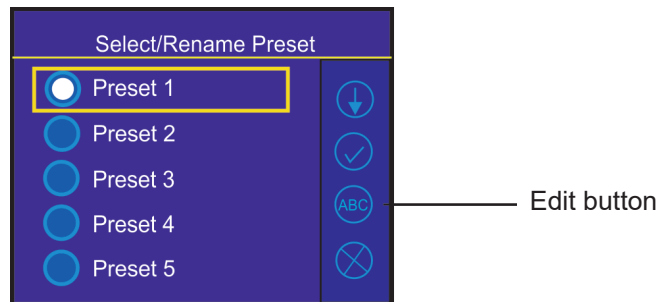 Select/Rename Preset
Preset 1
Preset 2
Preset 3
ABC
Edit button
Preset 4
Preset 5